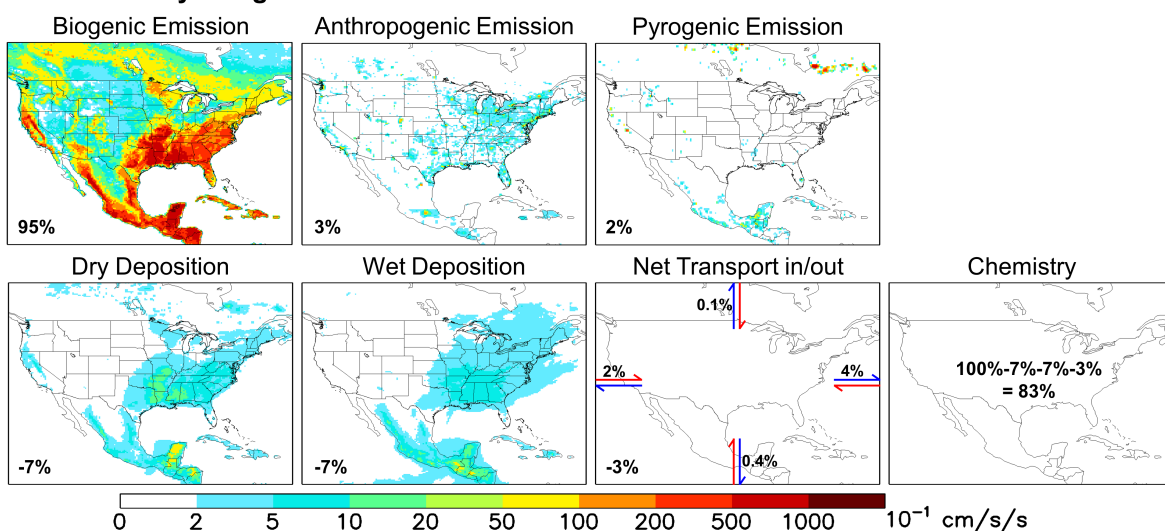 Biogenic Emission
Anthropogenic Emission
Pyrogenic Emission
95%
3%
2%
Dry Deposition
Wet Deposition
Net Transport in/out
Chemistry
0.1%
2%
4%
100%-7%-7%-3%
= 83%
0.4%
-7%
-7%
-3%
0 2 5 10 20 50 100 200 500 1000 10⁻¹ cm/s/s